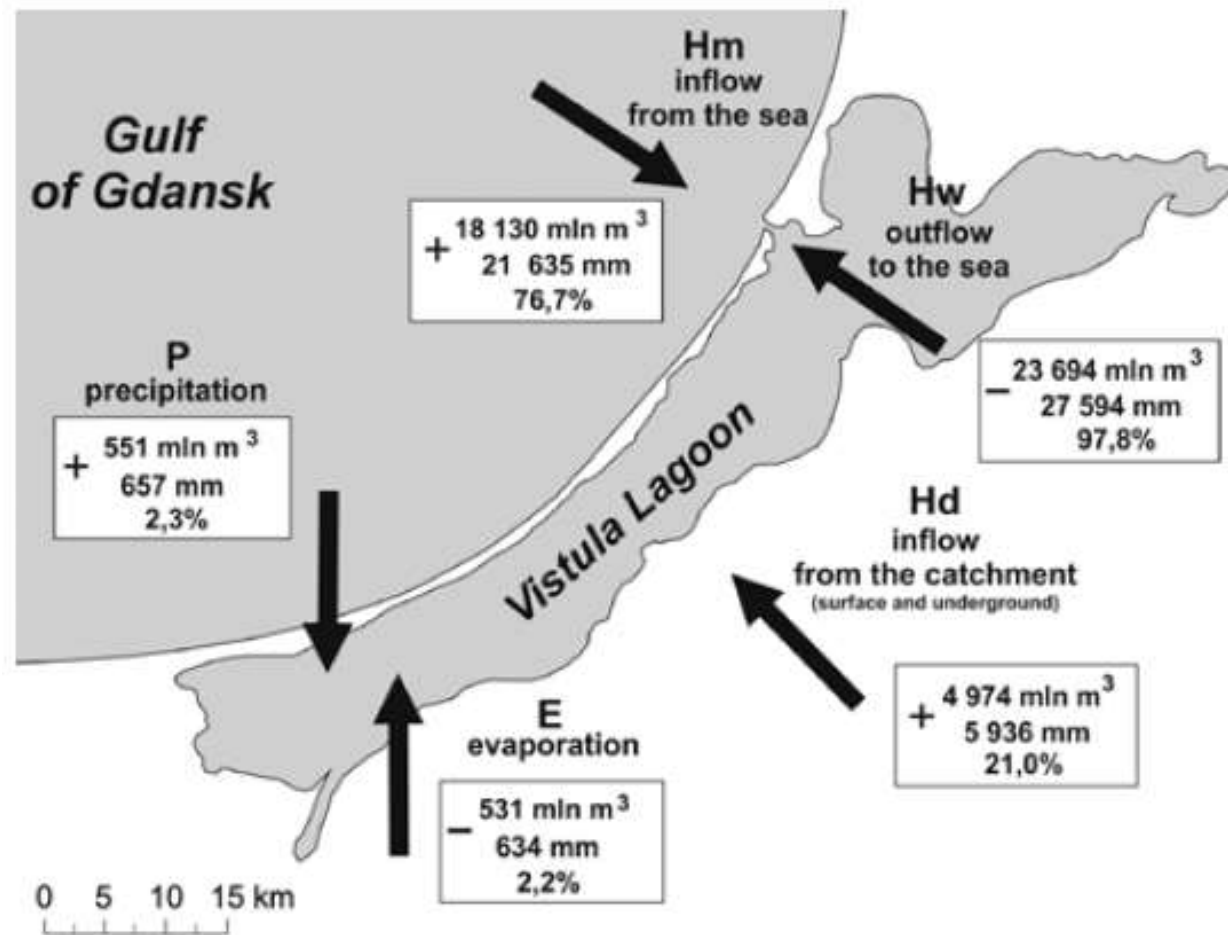 Gulf
of Gdansk
Hm
inflow
from the sea
+ 18 130 mln m³
21 635 mm
76,7%
Hw
outflow
to the sea
− 23 694 mln m³
27 594 mm
97,8%
P
precipitation
+ 551 mln m³
657 mm
2,3%
Vistula Lagoon
Hd
inflow
from the catchment
(surface and underground)
+ 4 974 mln m³
5 936 mm
21,0%
E
evaporation
− 531 mln m³
634 mm
2,2%
0 5 10 15 km